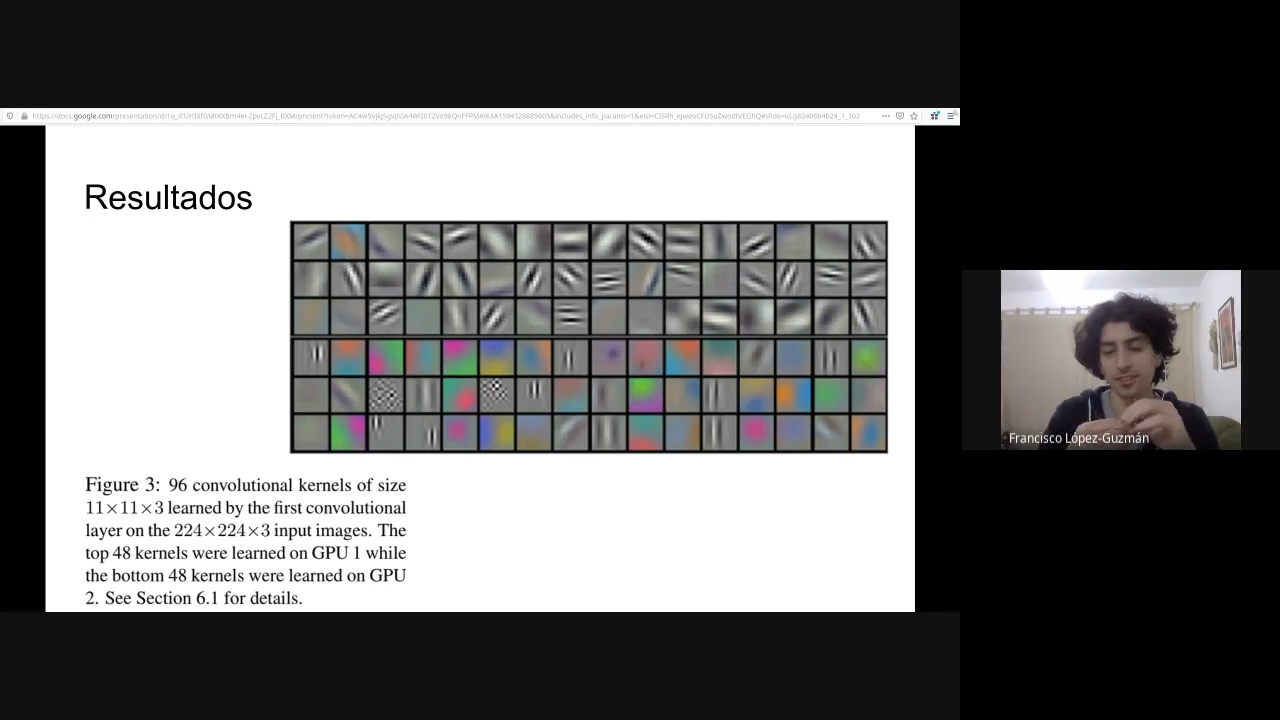 Resultados
Figure 3: 96 convolutional kernels of size
11×11×3 learned by the first convolutional
layer on the 224×224×3 input images. The
top 48 kernels were learned on GPU 1 while
the bottom 48 kernels were learned on GPU
2. See Section 6.1 for details.
Francisco López-Guzmán